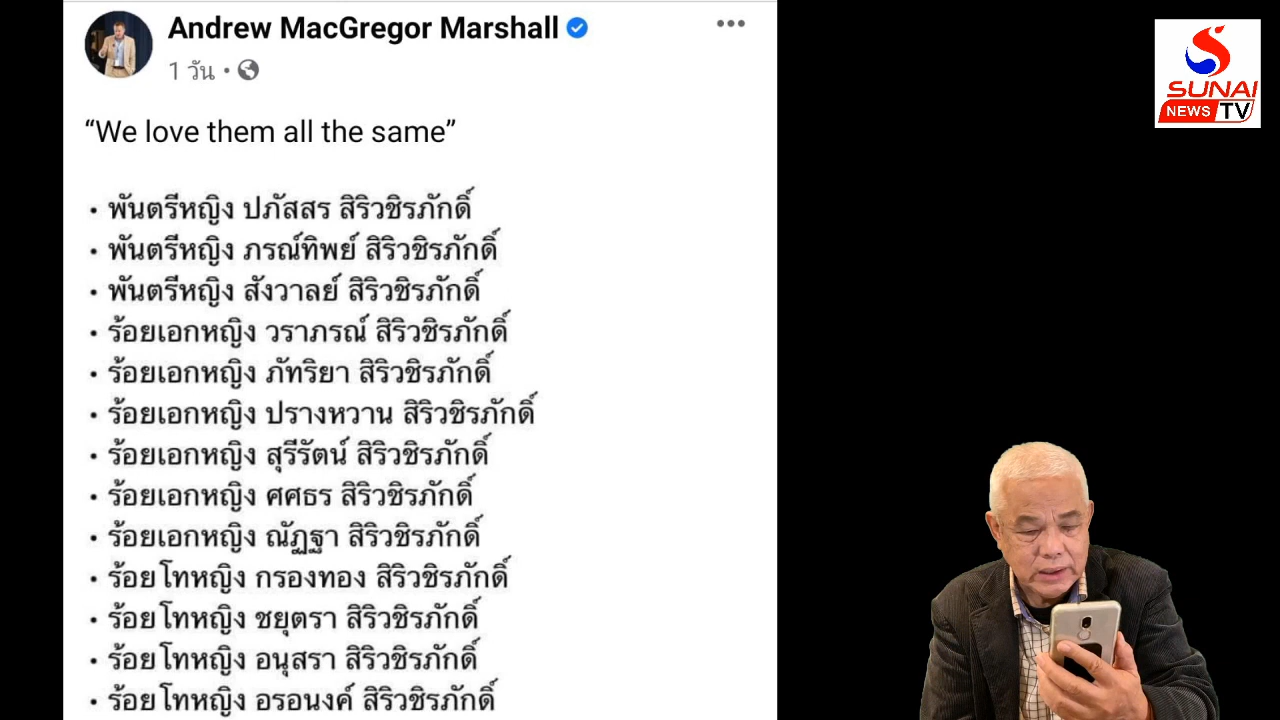 Andrew MacGregor Marshall
1 วัน •
“We love them all the same”
• พันตรีหญิง ปภัสสร สิริวชิรภักดิ์
• พันตรีหญิง ภรณ์ทิพย์ สิริวชิรภักดิ์
• พันตรีหญิง สังวาลย์ สิริวชิรภักดิ์
• ร้อยเอกหญิง วราภรณ์ สิริวชิรภักดิ์
• ร้อยเอกหญิง ภัทริยา สิริวชิรภักดิ์
• ร้อยเอกหญิง ปรางหวาน สิริวชิรภักดิ์
• ร้อยเอกหญิง สุรีรัตน์ สิริวชิรภักดิ์
• ร้อยเอกหญิง ศศธร สิริวชิรภักดิ์
• ร้อยเอกหญิง ณัฏฐา สิริวชิรภักดิ์
• ร้อยโทหญิง กรองทอง สิริวชิรภักดิ์
• ร้อยโทหญิง ชยุตรา สิริวชิรภักดิ์
• ร้อยโทหญิง อนุสรา สิริวชิรภักดิ์
• ร้อยโทหญิง อรอนงค์ สิริวชิรภักดิ์
SUNAI
NEWS TV